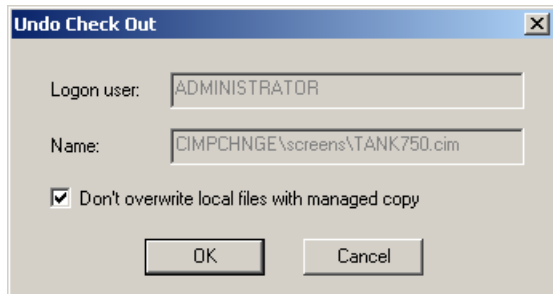 Undo Check Out
Logon user: ADMINISTRATOR
Name: CIMPCHNGE\screens\TANK750.cim
Don't overwrite local files with managed copy
OK Cancel